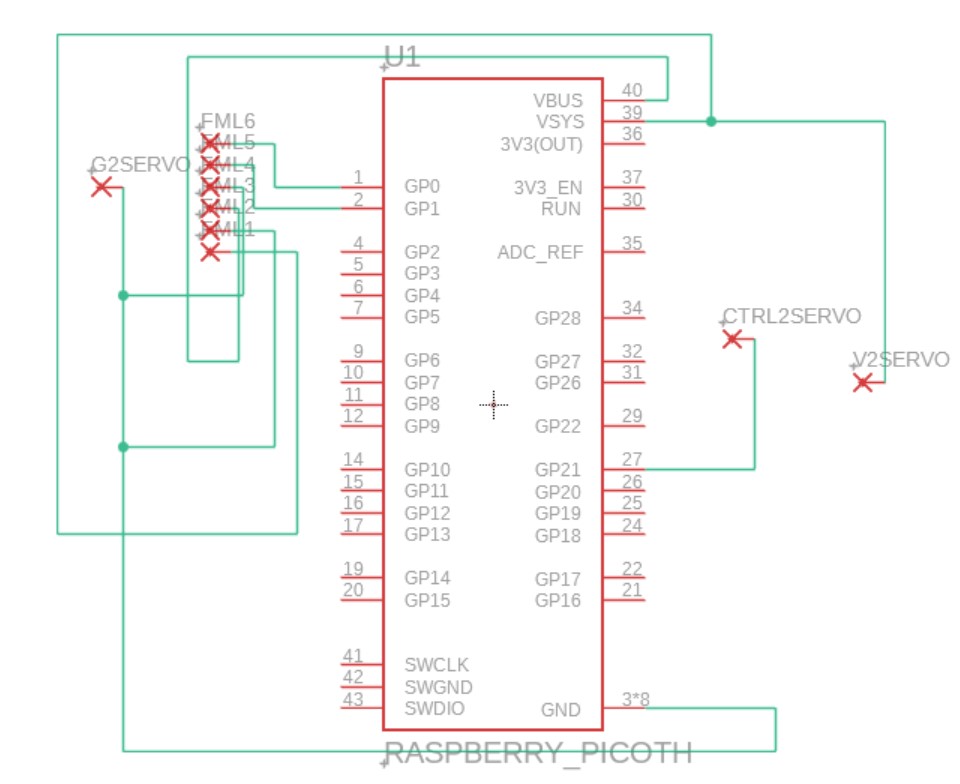 U1
VBUS 40
VSYS 39
3V3(OUT) 36
FML6
FML5
G2SERVO
FML4
FML3
FML2
FML1
1 GP0
3V3_EN 37
2 GP1
RUN 30
4 GP2
ADC_REF 35
5 GP3
6 GP4
7 GP5
GP28 34
CTRL2SERVO
V2SERVO
9 GP6
GP27 32
10 GP7
GP26 31
11 GP8
12 GP9
GP22 29
14 GP10
GP21 27
15 GP11
GP20 26
16 GP12
GP19 25
17 GP13
GP18 24
19 GP14
GP17 22
20 GP15
GP16 21
41 SWCLK
42 SWGND
43 SWDIO
GND 3*8
RASPBERRY_PICOTH